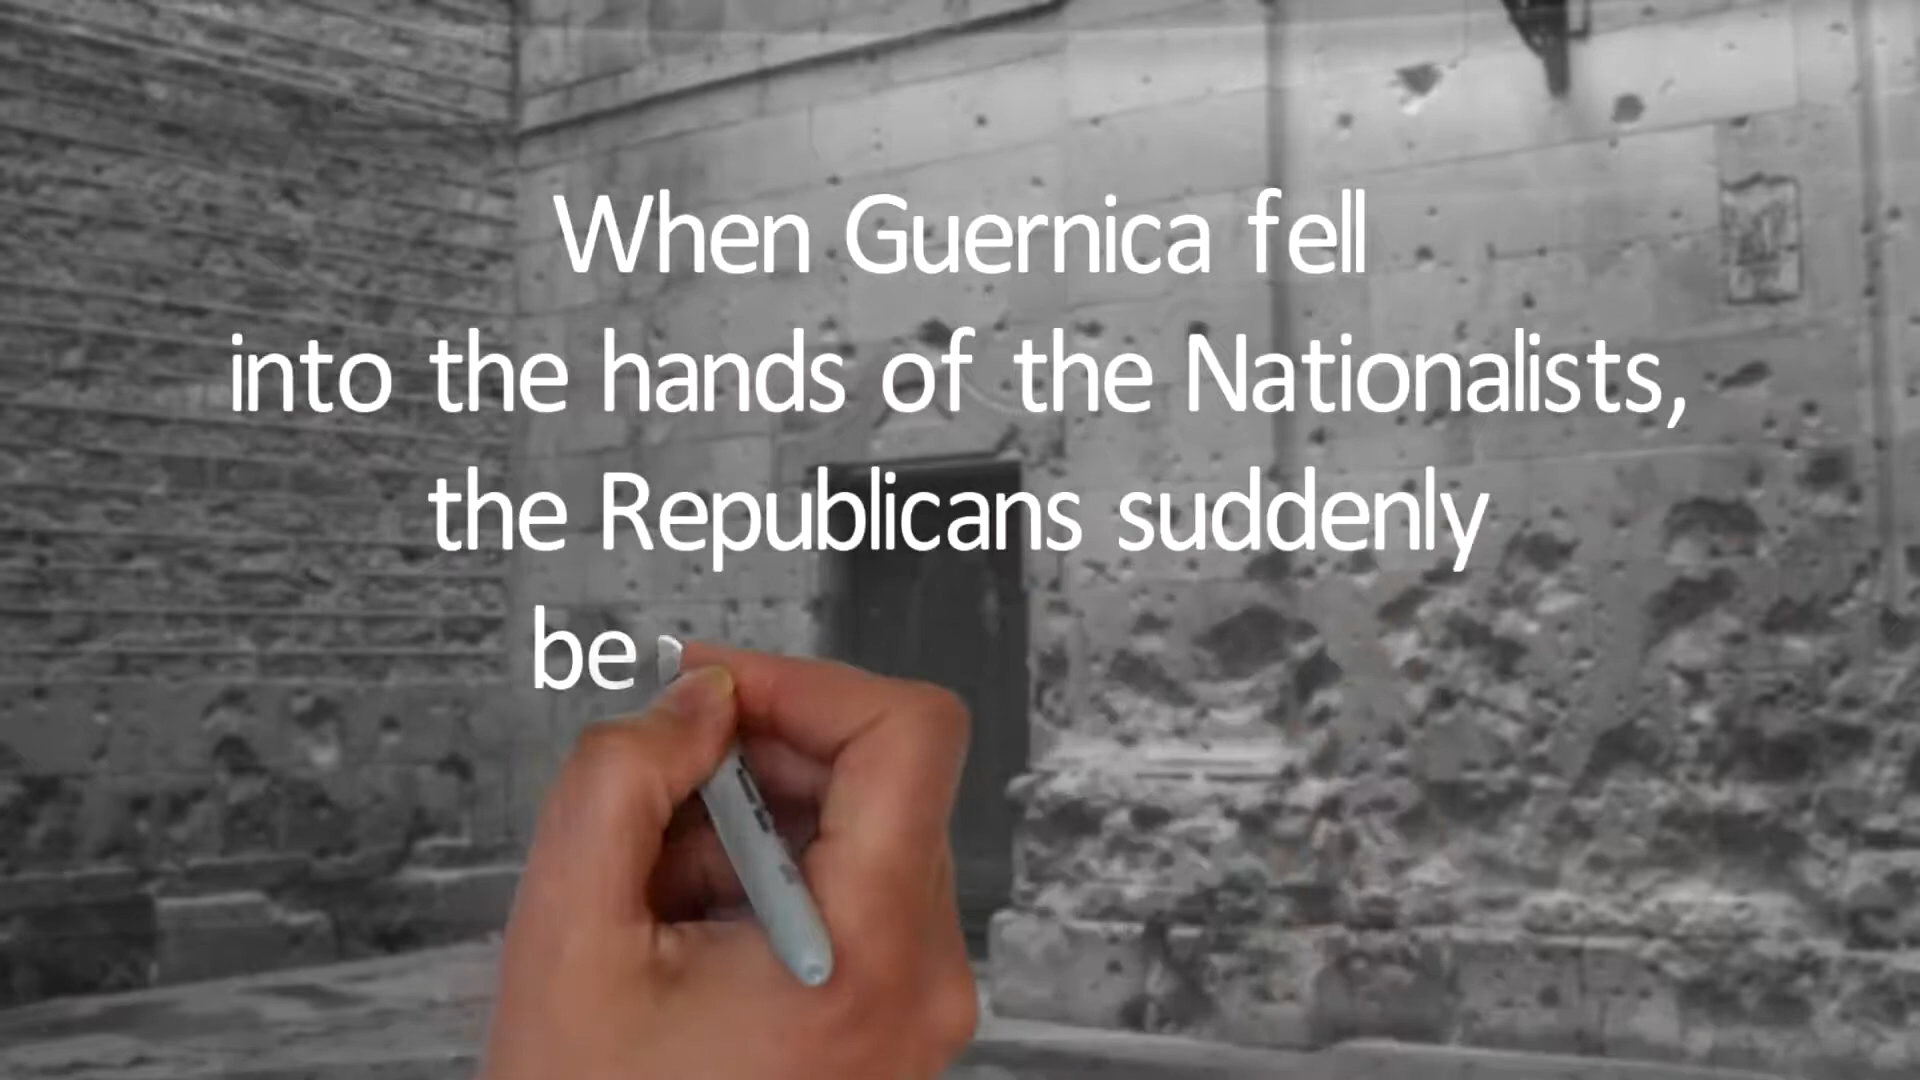 When Guernica fell
into the hands of the Nationalists,
the Republicans suddenly
be